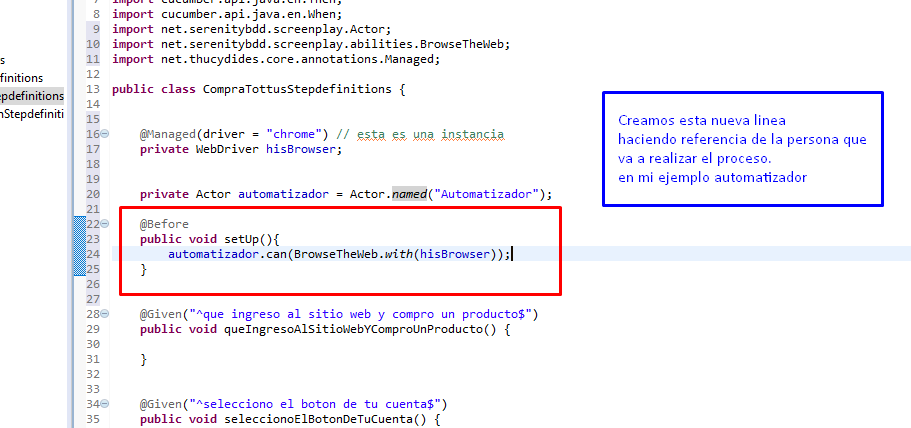 7 import cucumber.api.java.en.Then;
8 import cucumber.api.java.en.When;
9 import net.serenitybdd.screenplay.Actor;
10 import net.serenitybdd.screenplay.abilities.BrowseTheWeb;
11 import net.thucydides.core.annotations.Managed;
12
13 public class CompraTottusStepdefinitions {
14
15
16 @Managed(driver = "chrome") // esta es una instancia
17 private WebDriver hisBrowser;
18
19
20 private Actor automatizador = Actor.named("Automatizador");
21
22 @Before
23 public void setUp(){
24 automatizador.can(BrowseTheWeb.with(hisBrowser));
25 }
26
27
28 @Given("^que ingreso al sitio web y compro un producto$")
29 public void queIngresoAlSitioWebYComproUnProducto() {
30
31 }
32
33
34 @Given("^selecciono el boton de tu cuenta$")
35 public void seleccionoElBotonDeTuCuenta() {
s
finitions
epdefinitions
nStepdefiniti
Creamos esta nueva linea
haciendo referencia de la persona que
va a realizar el proceso.
en mi ejemplo automatizador